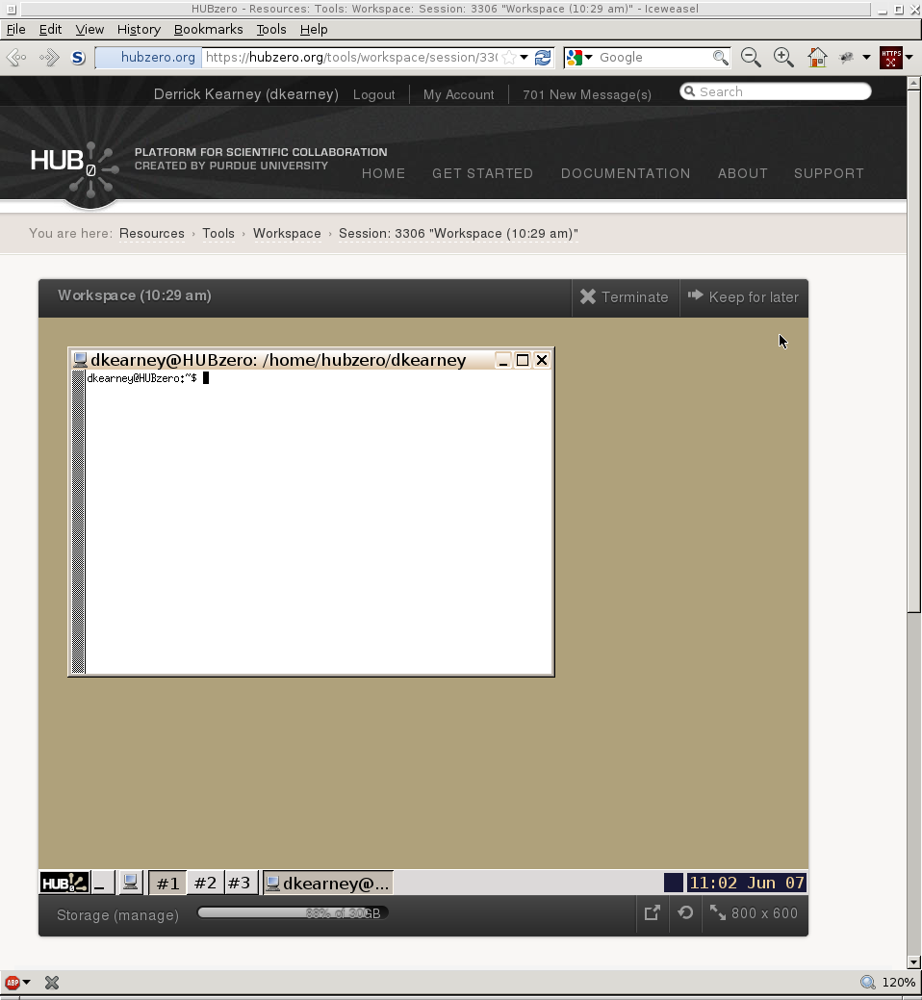 HUBzero - Resources: Tools: Workspace: Session: 3306 "Workspace (10:29 am)" - Iceweasel
File Edit View History Bookmarks Tools Help
S hubzero.org https://hubzero.org/tools/workspace/session/330 Google HTTPS
Derrick Kearney (dkearney) Logout My Account 701 New Message(s) Search
HUB0 PLATFORM FOR SCIENTIFIC COLLABORATION
CREATED BY PURDUE UNIVERSITY
HOME GET STARTED DOCUMENTATION ABOUT SUPPORT
You are here: Resources › Tools › Workspace › Session: 3306 "Workspace (10:29 am)"
Workspace (10:29 am) Terminate Keep for later
dkearney@HUBzero: /home/hubzero/dkearney
dkearney@HUBzero:~$
HUB #1 #2 #3 dkearney@... 11:02 Jun 07
Storage (manage) 88% of 30GB 800 x 600
ABP 120%